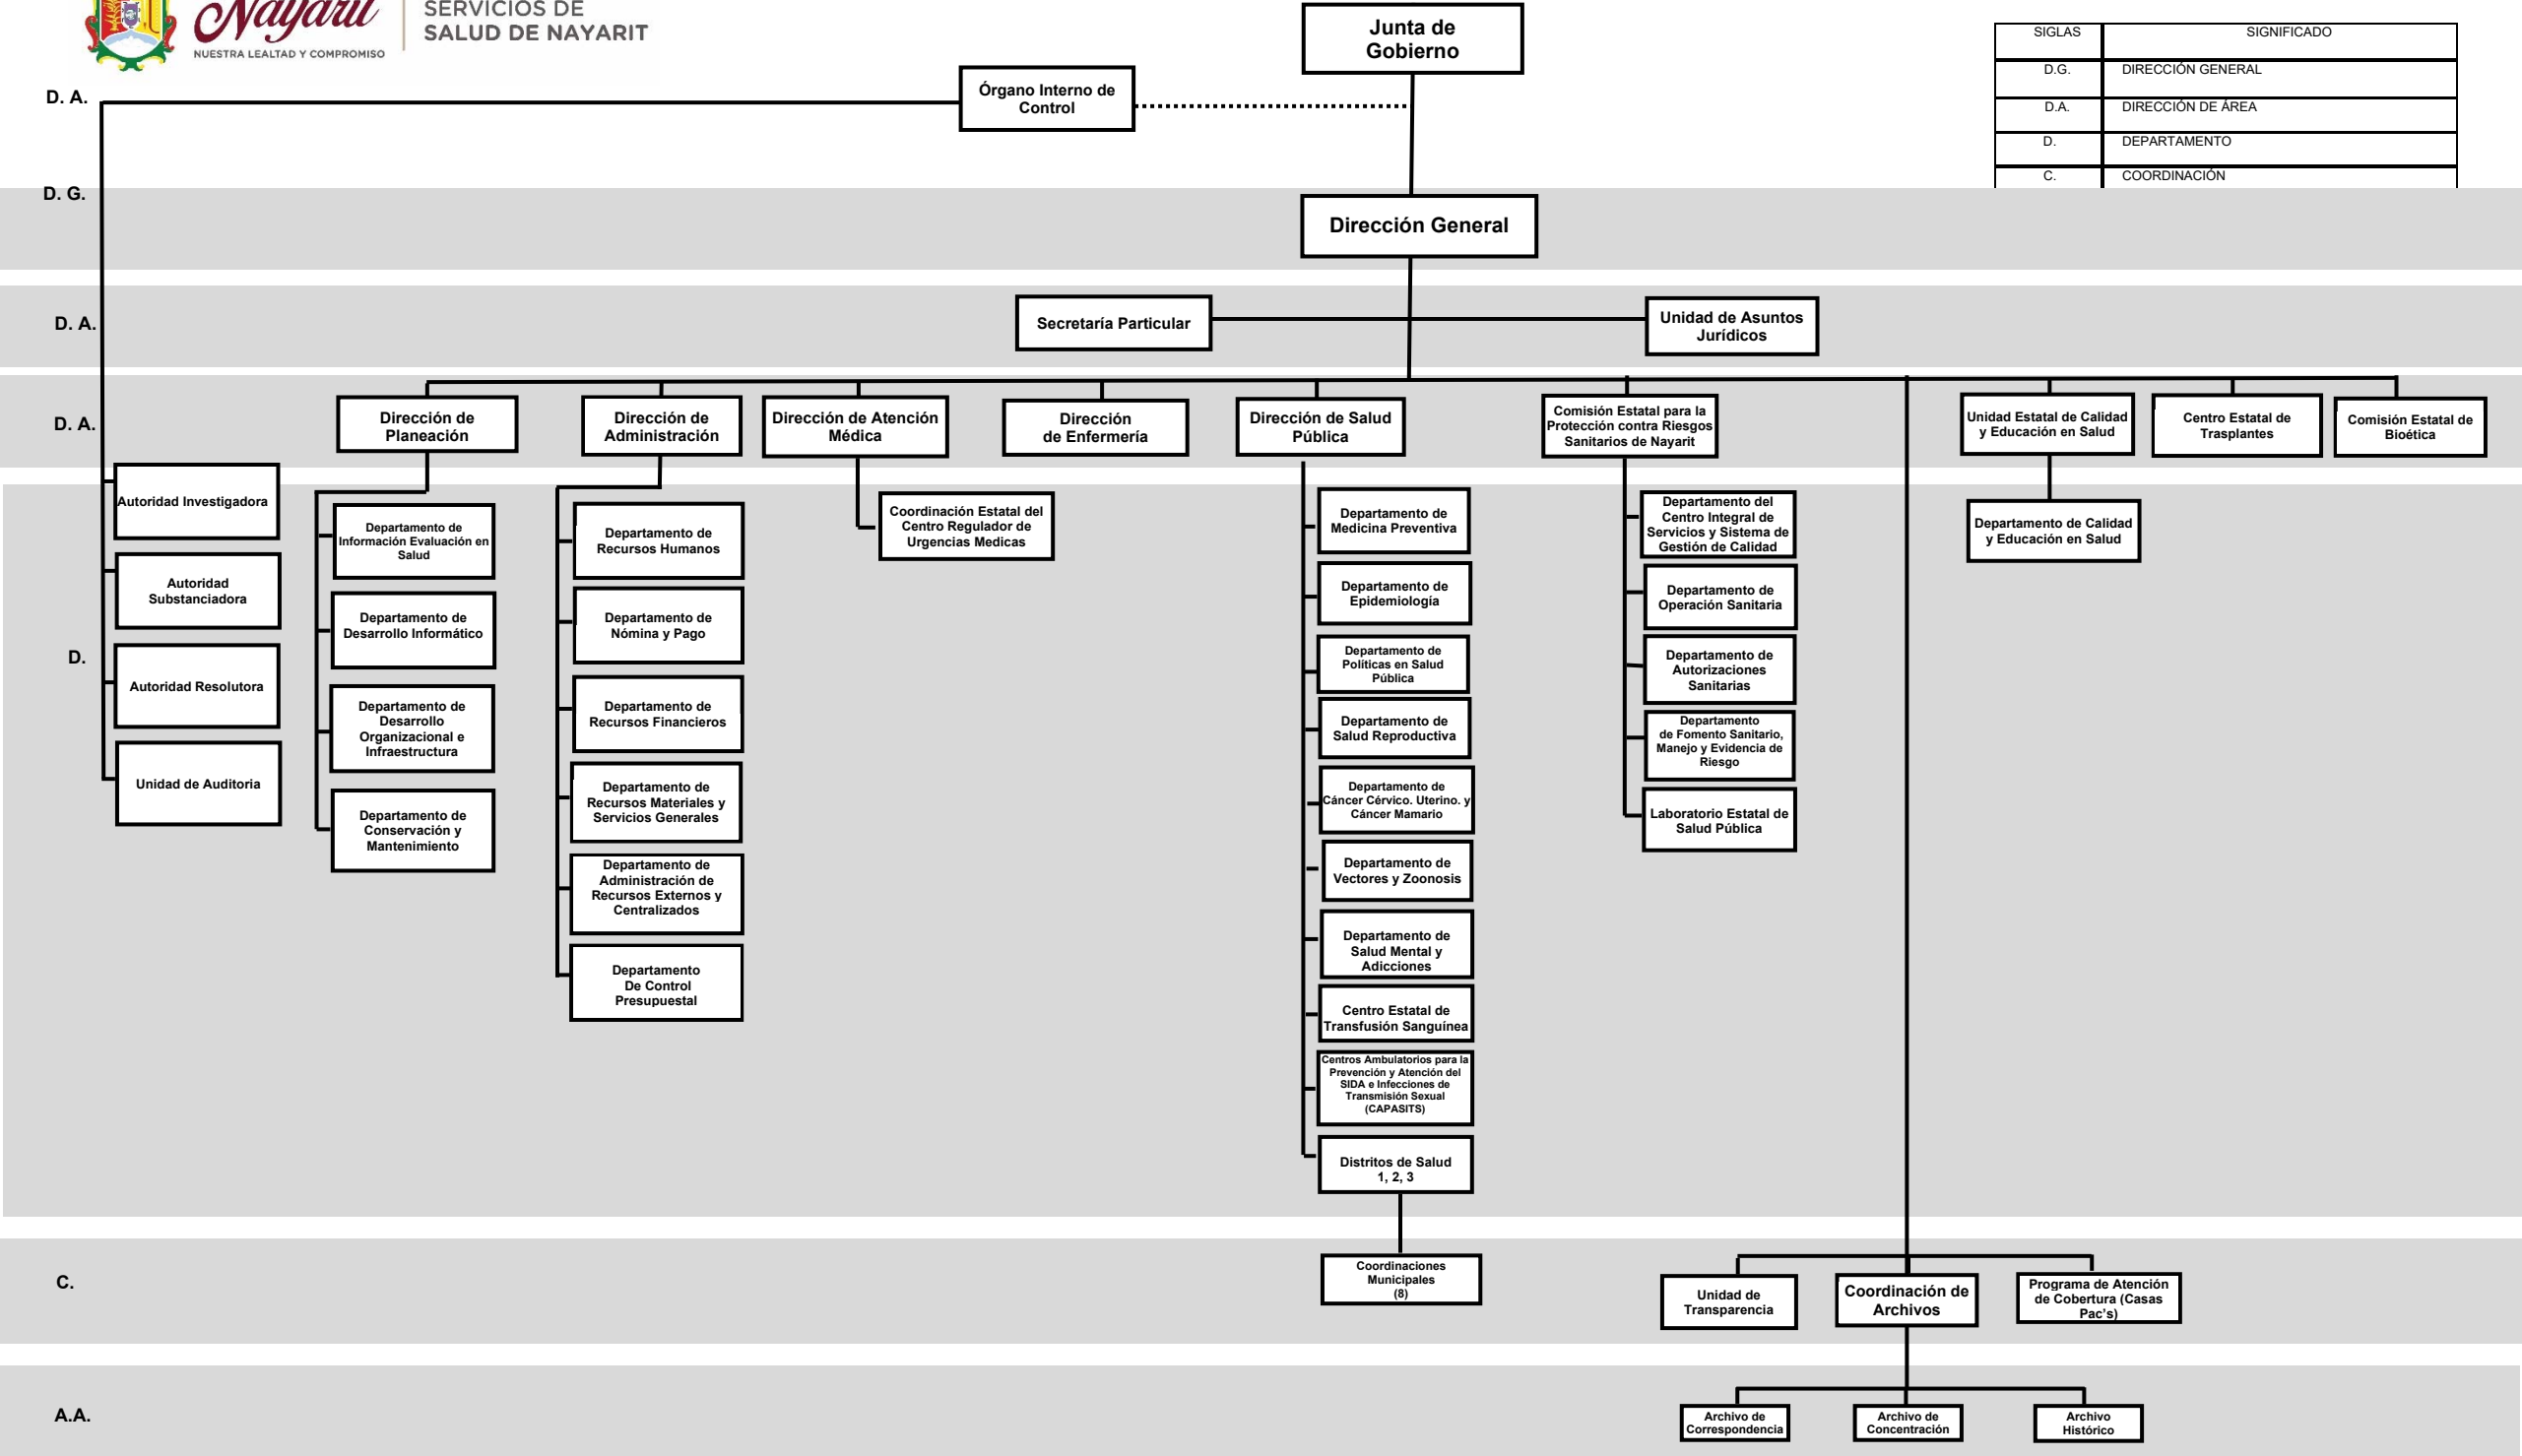 Nayarit
NUESTRA LEALTAD Y COMPROMISO
SERVICIOS DE
SALUD DE NAYARIT
Junta de
Gobierno
SIGLAS SIGNIFICADO
D.G. DIRECCIÓN GENERAL
D.A. DIRECCIÓN DE ÁREA
D. DEPARTAMENTO
C. COORDINACIÓN
D. A.
Órgano Interno de
Control
D. G.
Dirección General
D. A.
Secretaría Particular
Unidad de Asuntos
Jurídicos
D. A.
Dirección de
Planeación
Dirección de
Administración
Dirección de Atención
Médica
Dirección
de Enfermería
Dirección de Salud
Pública
Comisión Estatal para la
Protección contra Riesgos
Sanitarios de Nayarit
Unidad Estatal de Calidad
y Educación en Salud
Centro Estatal de
Trasplantes
Comisión Estatal de
Bioética
D.
Autoridad Investigadora
Autoridad
Substanciadora
Autoridad Resolutora
Unidad de Auditoria
Departamento de
Información Evaluación en
Salud
Departamento de
Desarrollo Informático
Departamento de
Desarrollo
Organizacional e
Infraestructura
Departamento de
Conservación y
Mantenimiento
Departamento de
Recursos Humanos
Departamento de
Nómina y Pago
Departamento de
Recursos Financieros
Departamento de
Recursos Materiales y
Servicios Generales
Departamento de
Administración de
Recursos Externos y
Centralizados
Departamento
De Control
Presupuestal
Coordinación Estatal del
Centro Regulador de
Urgencias Medicas
Departamento de
Medicina Preventiva
Departamento de
Epidemiología
Departamento de
Políticas en Salud
Pública
Departamento de
Salud Reproductiva
Departamento de
Cáncer Cérvico. Uterino. y
Cáncer Mamario
Departamento de
Vectores y Zoonosis
Departamento de
Salud Mental y
Adicciones
Centro Estatal de
Transfusión Sanguínea
Centros Ambulatorios para la
Prevención y Atención del
SIDA e Infecciones de
Transmisión Sexual
(CAPASITS)
Distritos de Salud
1, 2, 3
Departamento del
Centro Integral de
Servicios y Sistema de
Gestión de Calidad
Departamento de
Operación Sanitaria
Departamento de
Autorizaciones
Sanitarias
Departamento
de Fomento Sanitario,
Manejo y Evidencia de
Riesgo
Laboratorio Estatal de
Salud Pública
Departamento de Calidad
y Educación en Salud
C.
Coordinaciones
Municipales
(8)
Unidad de
Transparencia
Coordinación de
Archivos
Programa de Atención
de Cobertura (Casas
Pac's)
A.A.
Archivo de
Correspondencia
Archivo de
Concentración
Archivo
Histórico